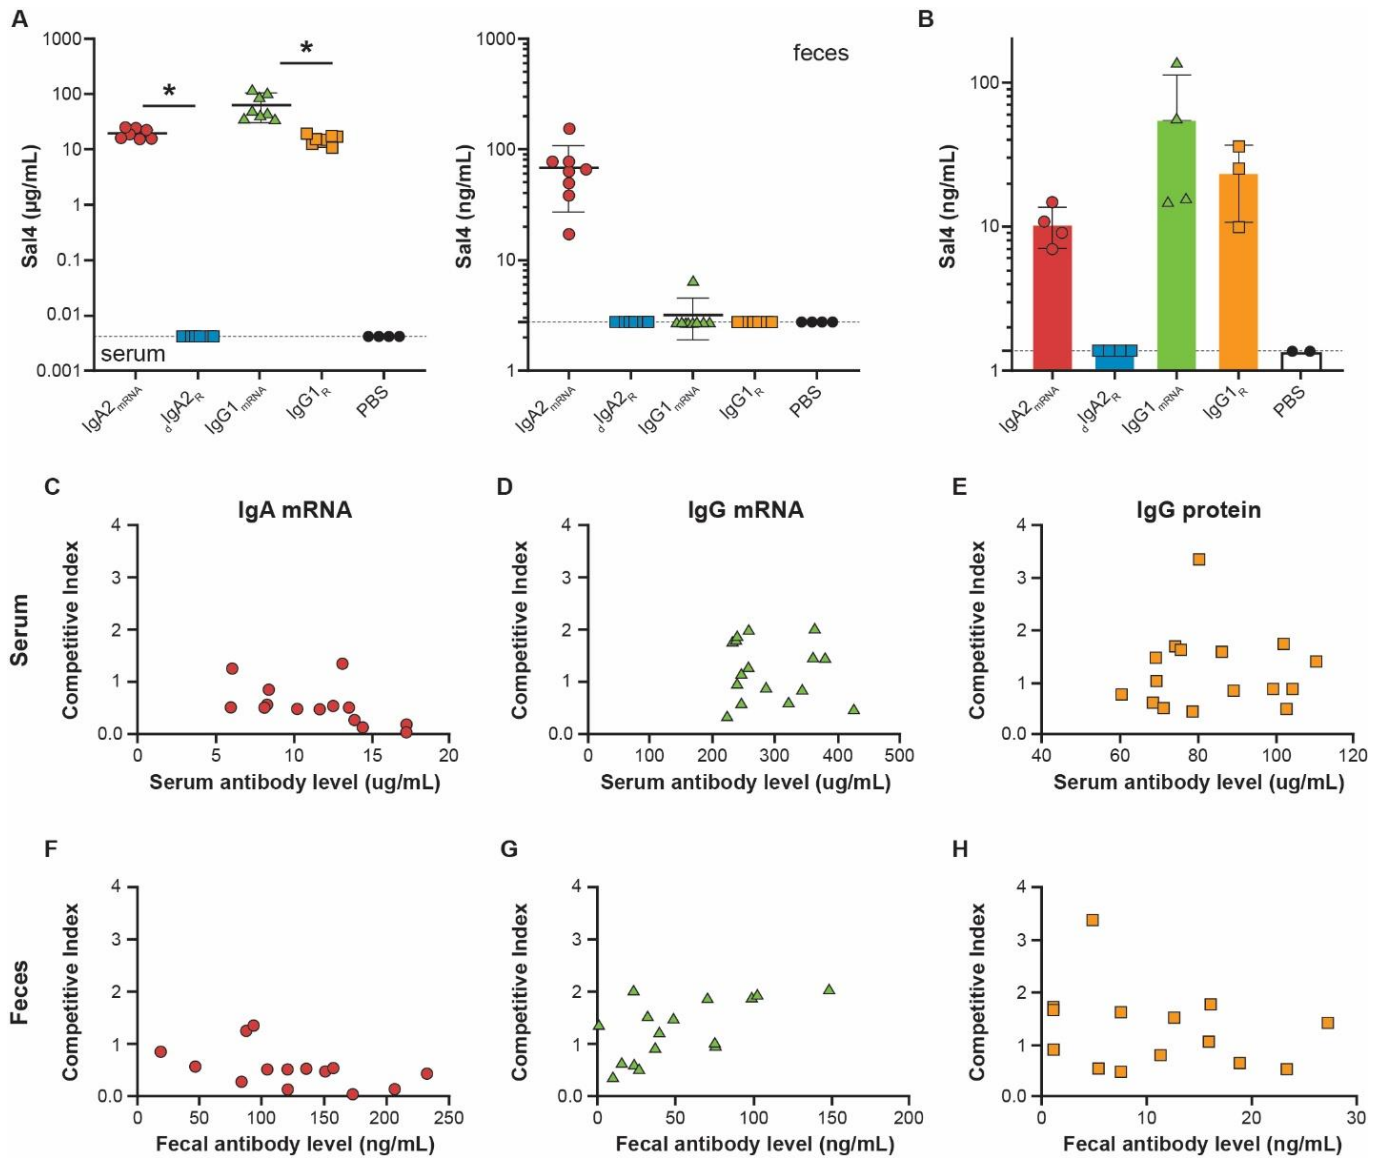 A
B
1000
100
10
1
0.1
0.01
0.001
Sal4 (µg/mL)
*
*
serum
IgA2mRNA
dIgA2R
IgG1mRNA
IgG1R
PBS
1000
100
10
1
Sal4 (ng/mL)
feces
IgA2mRNA
dIgA2R
IgG1mRNA
IgG1R
PBS
100
10
1
Sal4 (ng/mL)
IgA2mRNA
dIgA2R
IgG1mRNA
IgG1R
PBS
Serum
C
IgA mRNA
Competitive Index
4
3
2
1
0.0
0 5 10 15 20
Serum antibody level (ug/mL)
D
IgG mRNA
Competitive Index
4
3
2
1
0.0
0 100 200 300 400 500
Serum antibody level (ug/mL)
E
IgG protein
Competitive Index
4
3
2
1
0.0
40 60 80 100 120
Serum antibody level (ug/mL)
Feces
F
Competitive Index
4
3
2
1
0.0
0 50 100 150 200 250
Fecal antibody level (ng/mL)
G
Competitive Index
4
3
2
1
0.0
0 50 100 150 200
Fecal antibody level (ng/mL)
H
Competitive Index
4
3
2
1
0.0
0 10 20 30
Fecal antibody level (ng/mL)